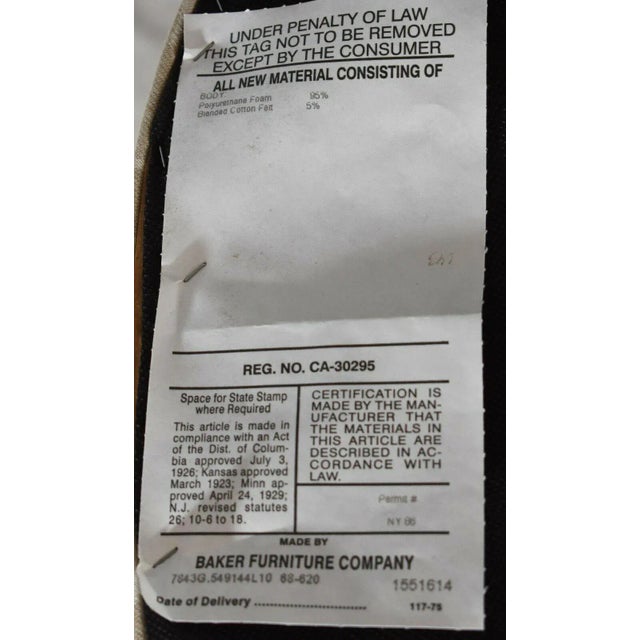 UNDER PENALTY OF LAW
THIS TAG NOT TO BE REMOVED
EXCEPT BY THE CONSUMER
ALL NEW MATERIAL CONSISTING OF
BODY:
Polyurethane Foam 95%
Blended Cotton Felt 5%
REG. NO. CA-30295
Space for State Stamp
where Required
This article is made in
compliance with an Act
of the Dist. of Colum-
bia approved July 3,
1926; Kansas approved
March 1923; Minn ap-
proved April 24, 1929;
N.J. revised statutes
26; 10-6 to 18.
CERTIFICATION IS
MADE BY THE MAN-
UFACTURER THAT
THE MATERIALS IN
THIS ARTICLE ARE
DESCRIBED IN AC-
CORDANCE WITH
LAW.
Permit #
NY 86
MADE BY
BAKER FURNITURE COMPANY
7843G.549144L10 68-620 1551614
Date of Delivery ................................ 117-75